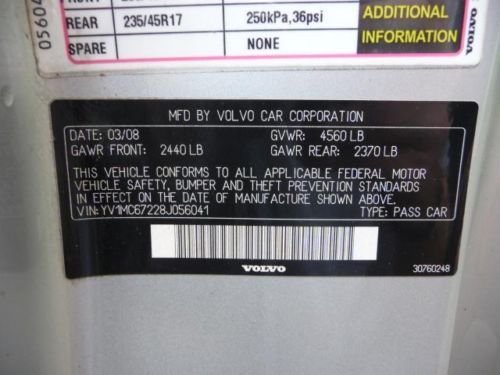 05604
REAR 235/45R17 250kPa,36psi
SPARE NONE
ADDITIONAL
INFORMATION
VOLVO
MFD BY VOLVO CAR CORPORATION
DATE: 03/08 GVWR: 4560 LB
GAWR FRONT: 2440 LB GAWR REAR: 2370 LB
THIS VEHICLE CONFORMS TO ALL APPLICABLE FEDERAL MOTOR
VEHICLE SAFETY, BUMPER AND THEFT PREVENTION STANDARDS
IN EFFECT ON THE DATE OF MANUFACTURE SHOWN ABOVE.
VIN: YV1MC67228J056041 TYPE: PASS CAR
VOLVO 30760248